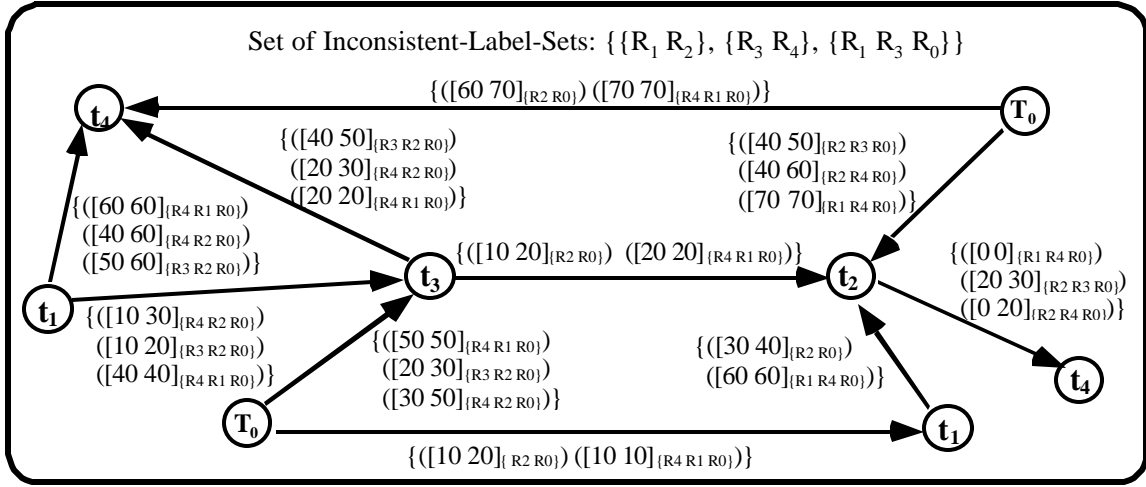 Set of Inconsistent-Label-Sets: {{R1 R2}, {R3 R4}, {R1 R3 R0}}
{([60 70]{R2 R0}) ([70 70]{R4 R1 R0})}
t4
T0
{([40 50]{R3 R2 R0})
([20 30]{R4 R2 R0})
([20 20]{R4 R1 R0})}
{([40 50]{R2 R3 R0})
([40 60]{R2 R4 R0})
([70 70]{R1 R4 R0})}
{([60 60]{R4 R1 R0})
([40 60]{R4 R2 R0})
([50 60]{R3 R2 R0})}
{([10 20]{R2 R0}) ([20 20]{R4 R1 R0})}
t3
t2
{([0 0]{R1 R4 R0})
([20 30]{R2 R3 R0})
([0 20]{R2 R4 R0})}
t1
{([10 30]{R4 R2 R0})
([10 20]{R3 R2 R0})
([40 40]{R4 R1 R0})}
{([50 50]{R4 R1 R0})
([20 30]{R3 R2 R0})
([30 50]{R4 R2 R0})}
{([30 40]{R2 R0})
([60 60]{R1 R4 R0})}
t4
T0
t1
{([10 20]{ R2 R0}) ([10 10]{R4 R1 R0})}